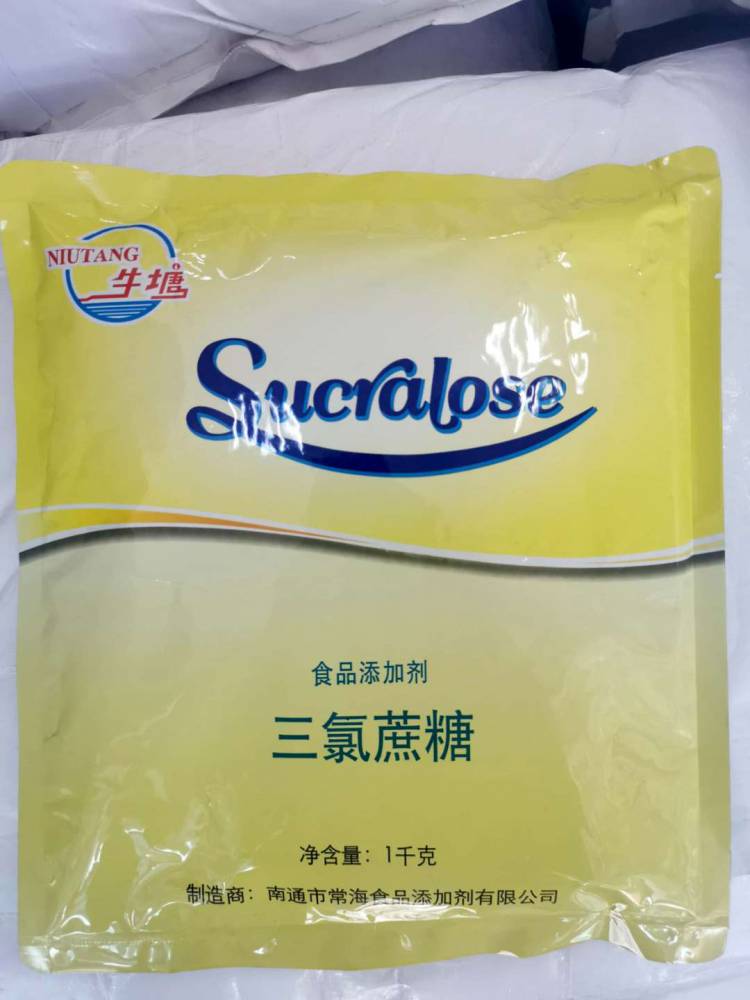 NIUTANG
牛塘
Sucralose
食品添加剂
三氯蔗糖
净含量：1千克
制造商：南通市常海食品添加剂有限公司